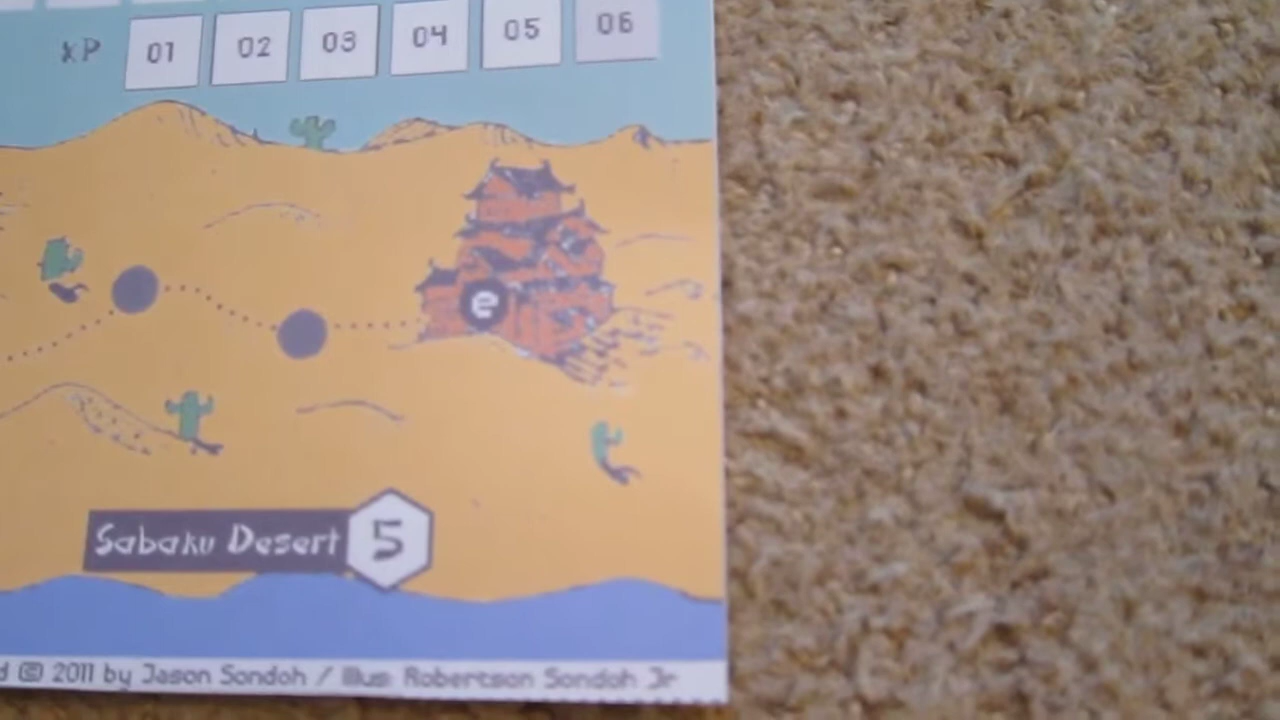 XP 01 02 03 04 05 06
e
Sabaku Desert 5
d © 2011 by Jason Sondoh / Illus: Robertson Sondoh Jr